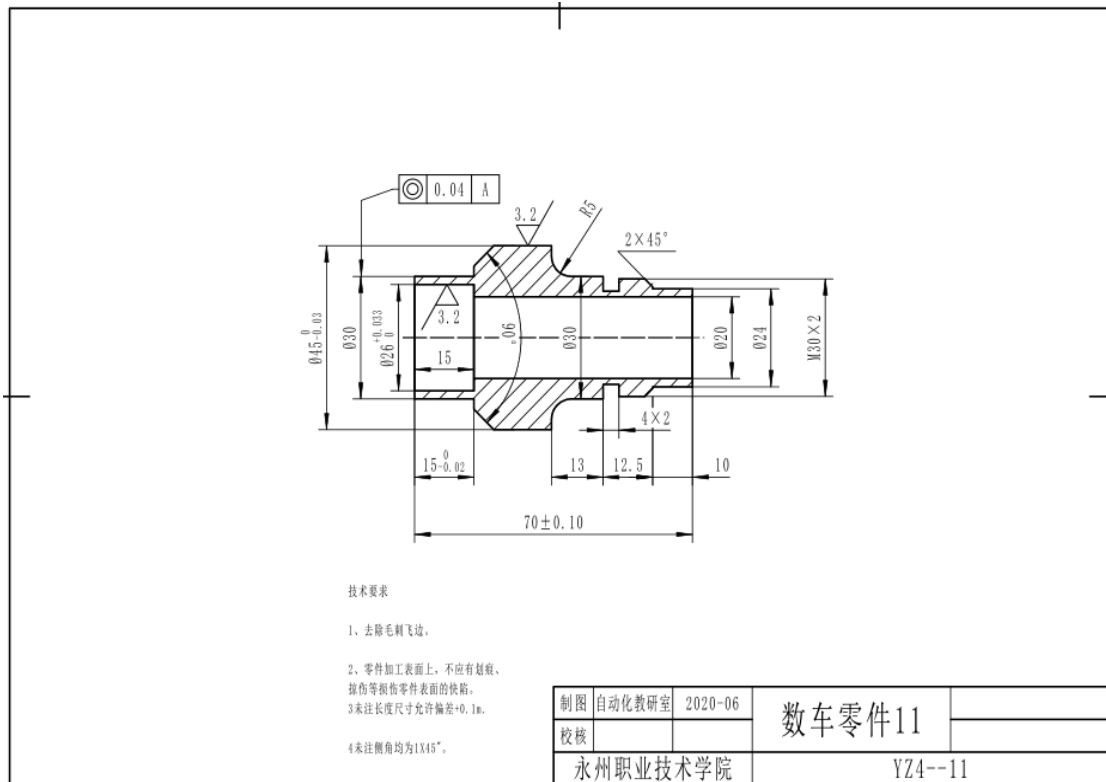 0.04 A
3.2
R5
2×45°
Ø45 0 -0.03
Ø30
Ø26 +0.033 0
3.2
15
90°
Ø30
Ø20
Ø24
M30×2
4×2
15 0 -0.02
13
12.5
10
70±0.10
技术要求
1、去除毛刺飞边。
2、零件加工表面上，不应有划痕、
掠伤等损伤零件表面的快陷。
3未注长度尺寸允许偏差+0.1m.
4未注侧角均为1X45″。
制图 自动化教研室 2020-06
数车零件11
校核
永州职业技术学院 YZ4--11